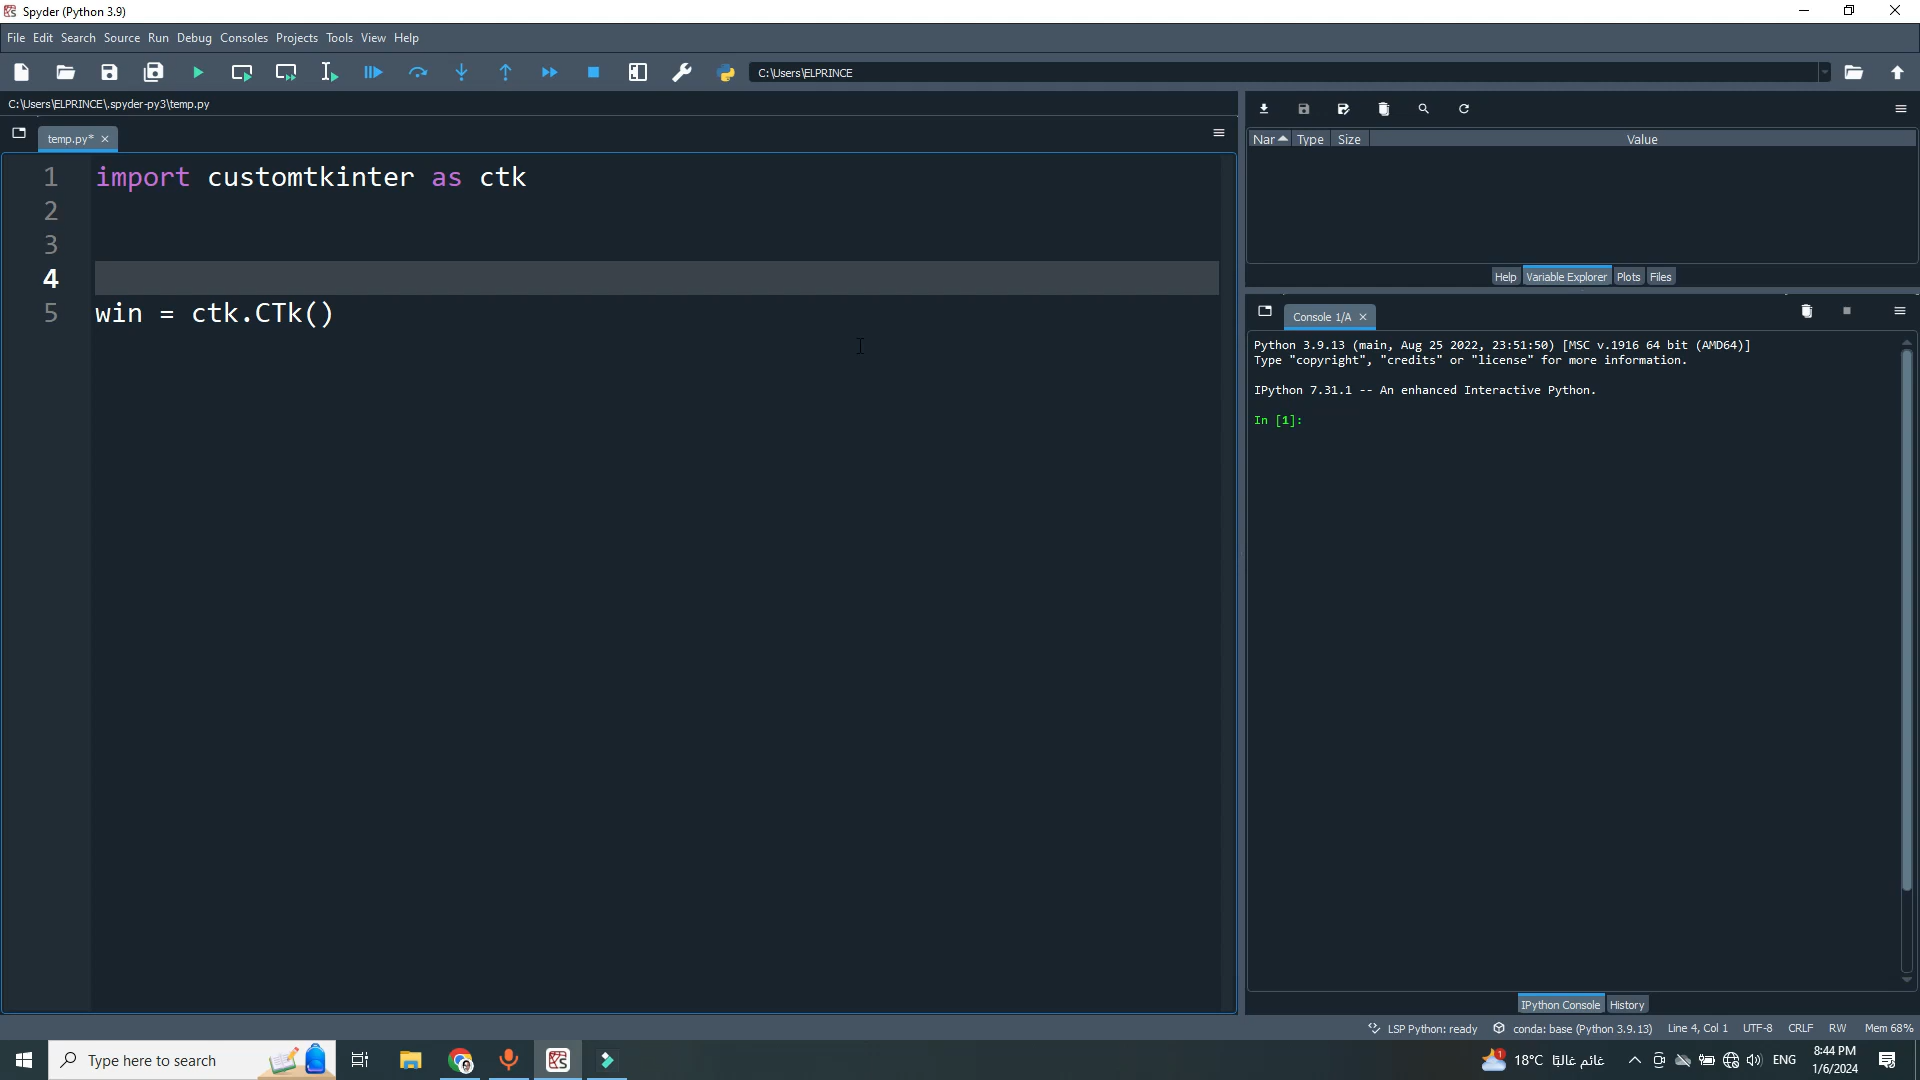 Spyder (Python 3.9)
File Edit Search Source Run Debug Consoles Projects Tools View Help
C:\Users\ELPRINCE
C:\Users\ELPRINCE\.spyder-py3\temp.py
temp.py*
1 import customtkinter as ctk
2
3
4
5 win = ctk.CTk()
Nar Type Size Value
Help Variable Explorer Plots Files
Console 1/A
Python 3.9.13 (main, Aug 25 2022, 23:51:50) [MSC v.1916 64 bit (AMD64)]
Type "copyright", "credits" or "license" for more information.
IPython 7.31.1 -- An enhanced Interactive Python.
In [1]:
IPython Console History
LSP Python: ready conda: base (Python 3.9.13) Line 4, Col 1 UTF-8 CRLF RW Mem 68%
Type here to search
1 18°C غائم غالبًا ENG
8:44 PM
1/6/2024